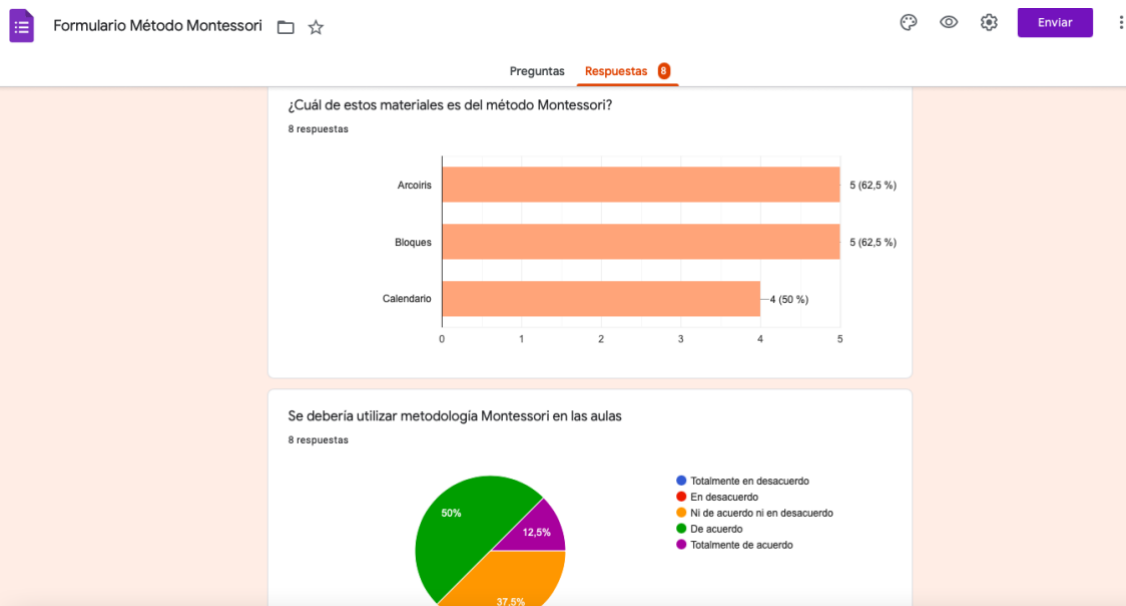 Formulario Método Montessori
Enviar
Preguntas Respuestas 8
¿Cuál de estos materiales es del método Montessori?
8 respuestas
Arcoiris 5 (62,5 %)
Bloques 5 (62,5 %)
Calendario 4 (50 %)
0 1 2 3 4 5
Se debería utilizar metodología Montessori en las aulas
8 respuestas
50%
12,5%
37,5%
Totalmente en desacuerdo
En desacuerdo
Ni de acuerdo ni en desacuerdo
De acuerdo
Totalmente de acuerdo